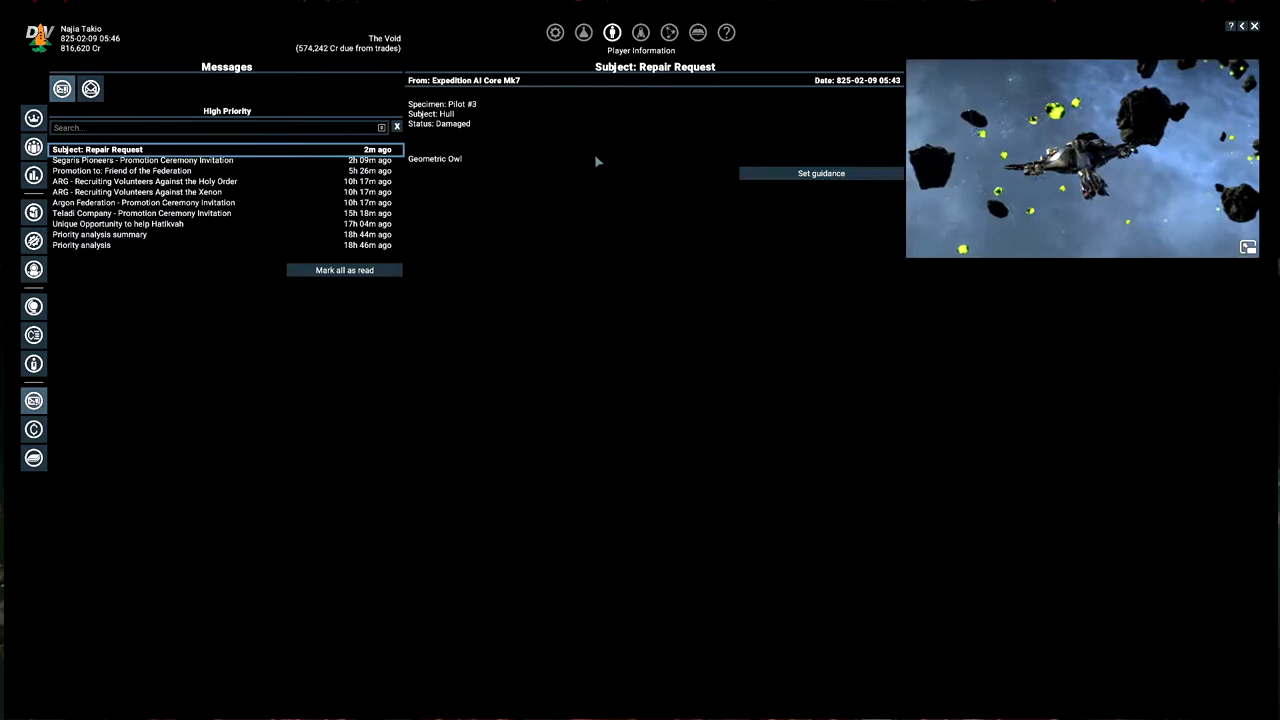 DV
Najia Takio
825-02-09 05:46
816,620 Cr
The Void
(574,242 Cr due from trades)
?
Player Information
? < X
Messages
High Priority
Search...
X
Subject: Repair Request 2m ago
Segaris Pioneers - Promotion Ceremony Invitation 2h 09m ago
Promotion to: Friend of the Federation 5h 26m ago
ARG - Recruiting Volunteers Against the Holy Order 10h 17m ago
ARG - Recruiting Volunteers Against the Xenon 10h 17m ago
Argon Federation - Promotion Ceremony Invitation 10h 17m ago
Teladi Company - Promotion Ceremony Invitation 15h 18m ago
Unique Opportunity to help Hatikvah 17h 04m ago
Priority analysis summary 18h 44m ago
Priority analysis 18h 46m ago
Mark all as read
Subject: Repair Request
From: Expedition AI Core Mk7 Date: 825-02-09 05:43
Specimen: Pilot #3
Subject: Hull
Status: Damaged
Geometric Owl
Set guidance